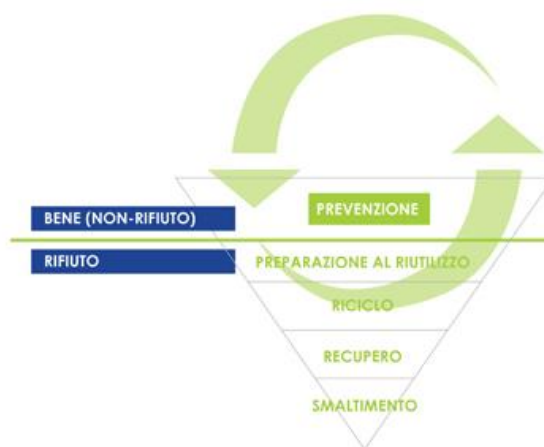 PREVENZIONE
BENE (NON-RIFIUTO)
RIFIUTO
PREPARAZIONE AL RIUTILIZZO
RICICLO
RECUPERO
SMALTIMENTO